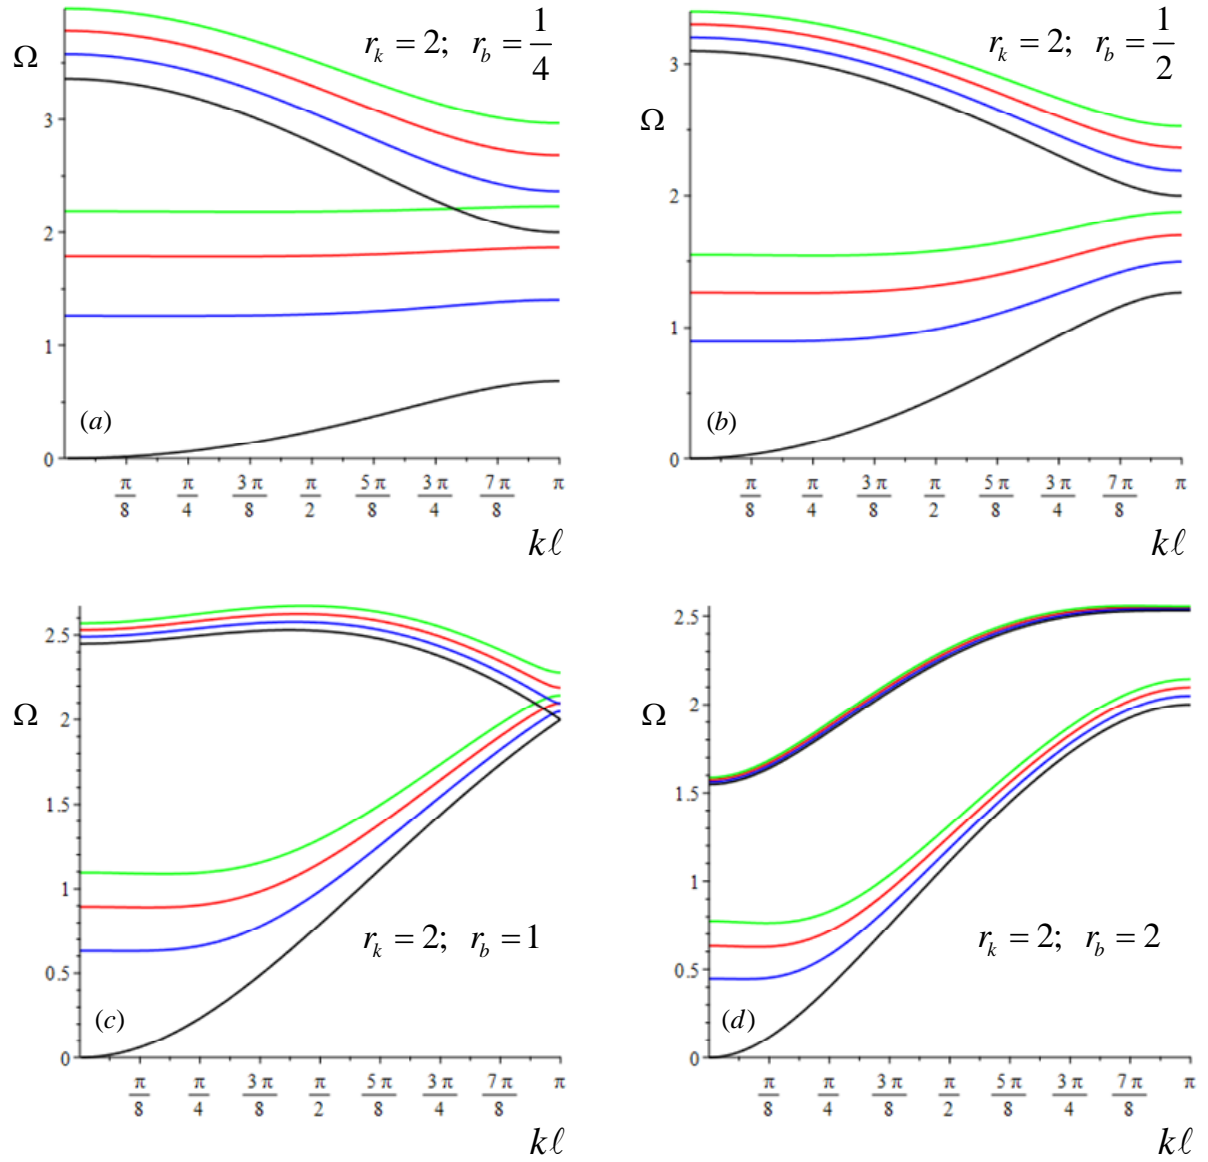 Ω
r_k = 2; r_b = 1/4
3
2
1
0
(a)
π/8 π/4 3π/8 π/2 5π/8 3π/4 7π/8 π
kℓ
Ω
r_k = 2; r_b = 1/2
3
2
1
0
(b)
π/8 π/4 3π/8 π/2 5π/8 3π/4 7π/8 π
kℓ
Ω
2.5
2
1.5
1
0.5
0
r_k = 2; r_b = 1
(c)
π/8 π/4 3π/8 π/2 5π/8 3π/4 7π/8 π
kℓ
Ω
2.5
2
1.5
1
0.5
0
r_k = 2; r_b = 2
(d)
π/8 π/4 3π/8 π/2 5π/8 3π/4 7π/8 π
kℓ